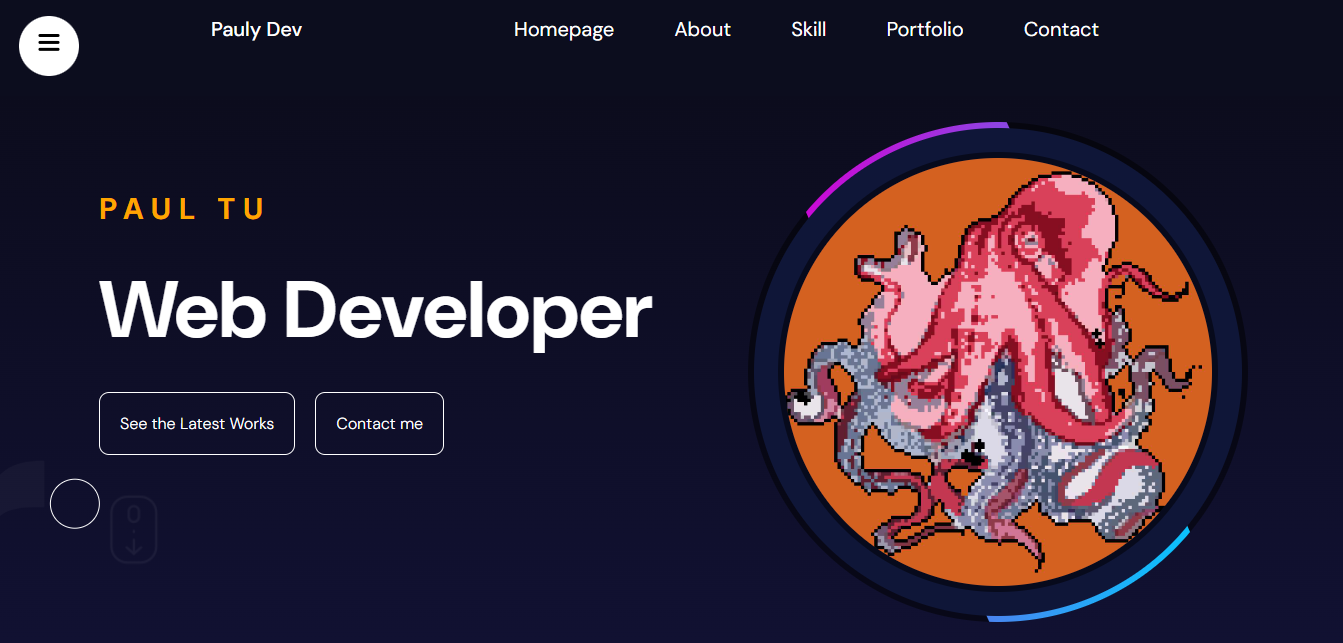 Pauly Dev Homepage About Skill Portfolio Contact
PAUL TU
Web Developer
See the Latest Works Contact me